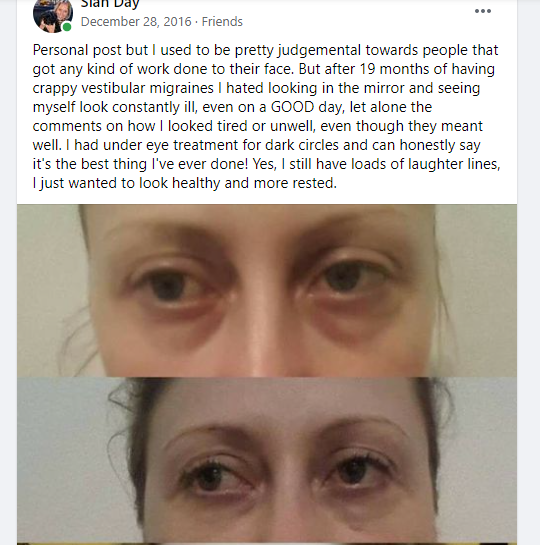 Sian Day
December 28, 2016 · Friends
Personal post but I used to be pretty judgemental towards people that
got any kind of work done to their face. But after 19 months of having
crappy vestibular migraines I hated looking in the mirror and seeing
myself look constantly ill, even on a GOOD day, let alone the
comments on how I looked tired or unwell, even though they meant
well. I had under eye treatment for dark circles and can honestly say
it's the best thing I've ever done! Yes, I still have loads of laughter lines,
I just wanted to look healthy and more rested.